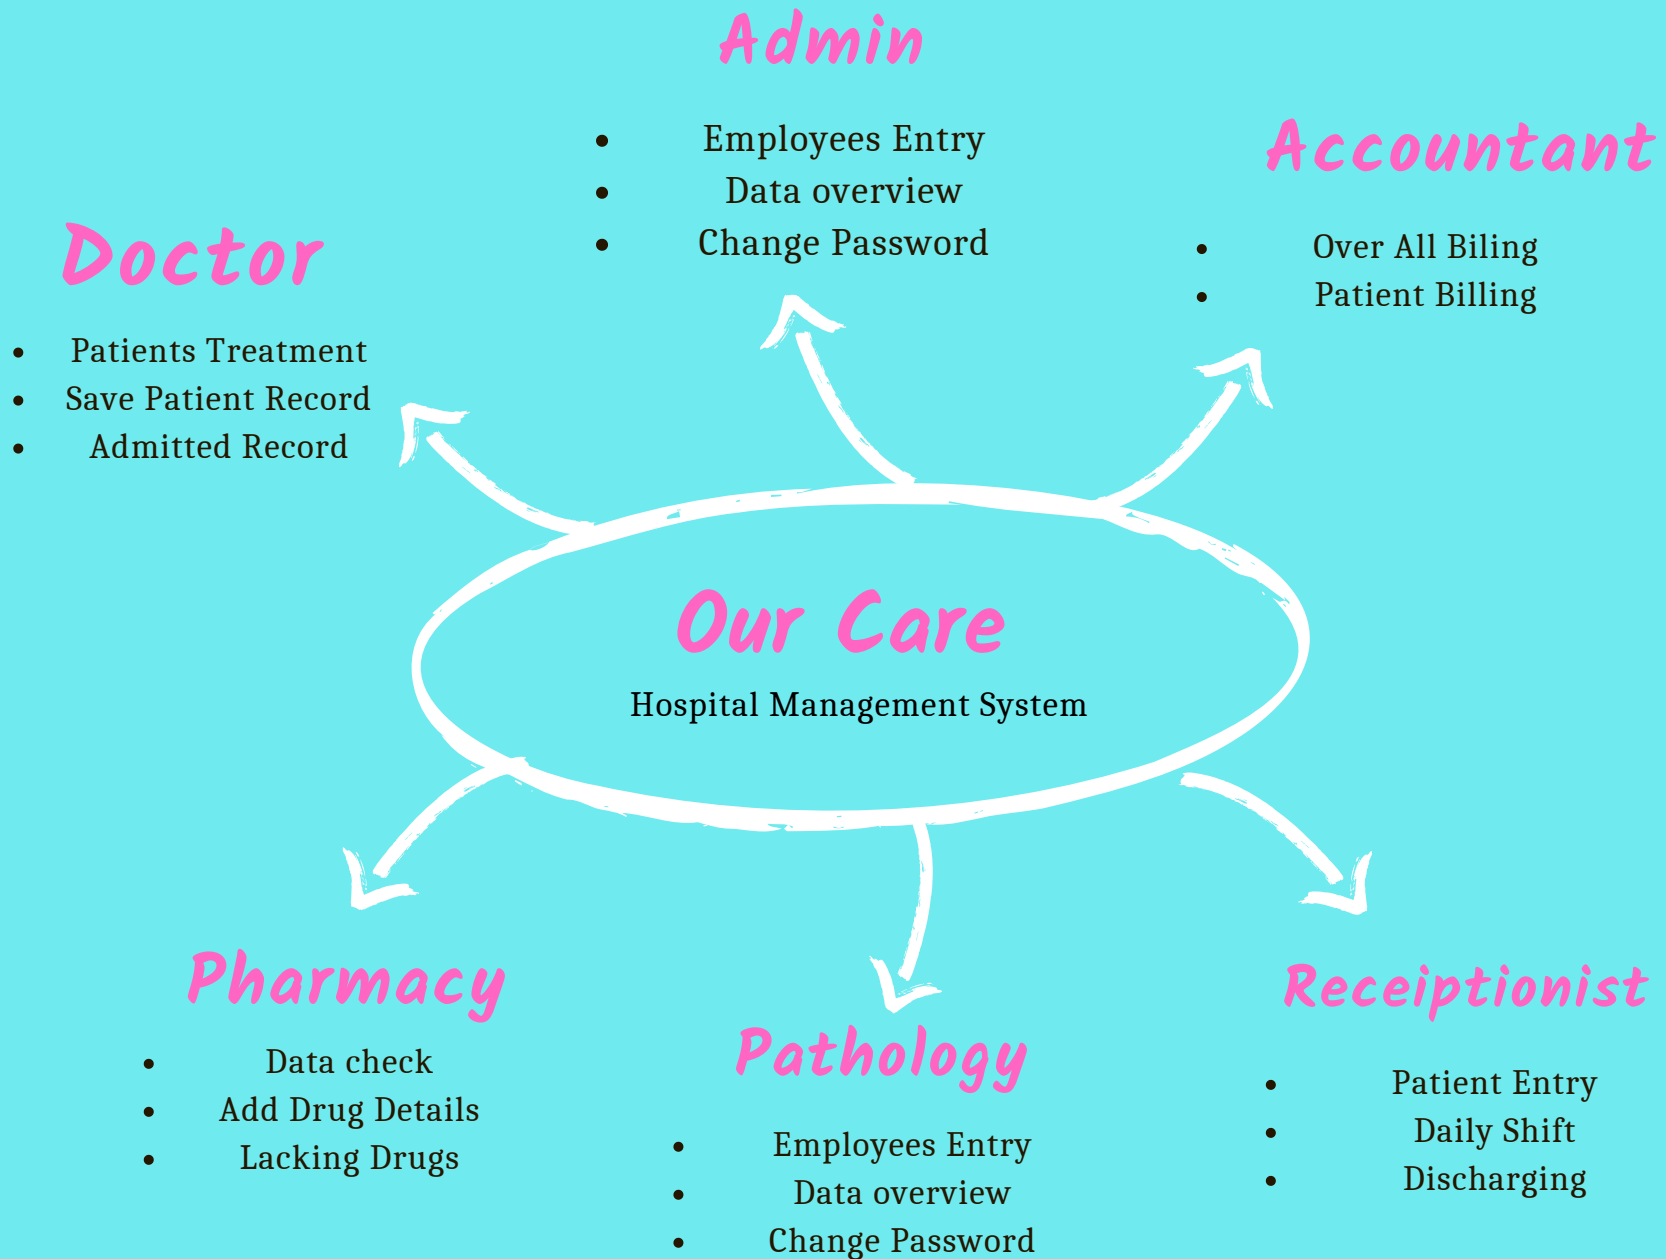 Admin
• Employees Entry
• Data overview
• Change Password
Accountant
• Over All Biling
• Patient Billing
Doctor
• Patients Treatment
• Save Patient Record
• Admitted Record
Our Care
Hospital Management System
Pharmacy
• Data check
• Add Drug Details
• Lacking Drugs
Pathology
• Employees Entry
• Data overview
• Change Password
Receiptionist
• Patient Entry
• Daily Shift
• Discharging